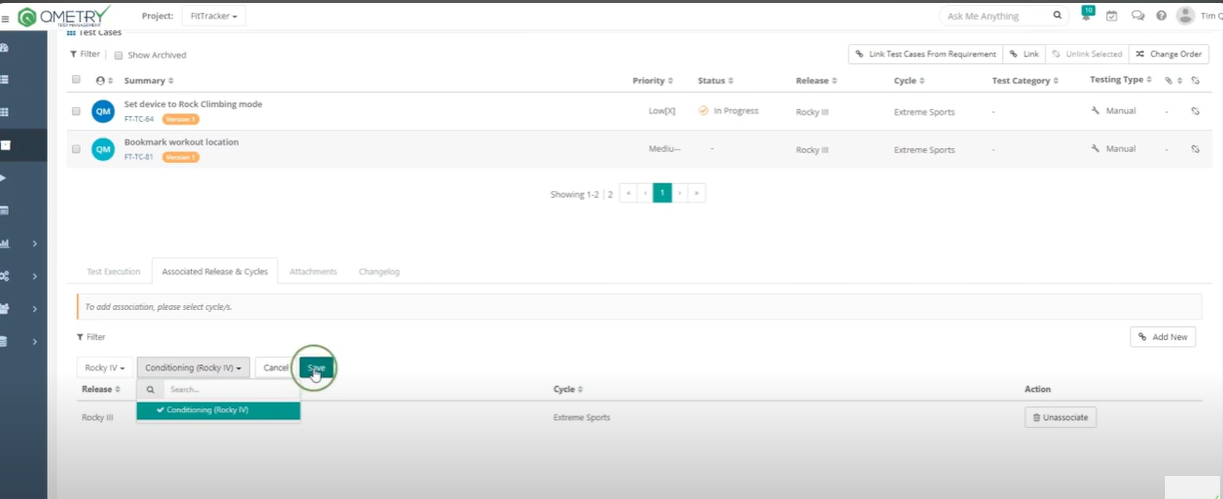 QMETRY
TEST MANAGEMENT
Project: FitTracker
Ask Me Anything
10
Tim Q
Test Cases
Filter Show Archived
Link Test Cases From Requirement Link Unlink Selected Change Order
Summary Priority Status Release Cycle Test Category Testing Type
QM Set device to Rock Climbing mode Low[X] In Progress Rocky III Extreme Sports - Manual -
FT-TC-64 Version 1
QM Bookmark workout location Mediu--- - Rocky III Extreme Sports - Manual -
FT-TC-81 Version 1
Showing 1-2 | 2 « ‹ 1 › »
Test Execution Associated Release & Cycles Attachments Changelog
To add association, please select cycle/s.
Filter
Add New
Rocky IV Conditioning (Rocky IV) Cancel Save
Release Search... Cycle Action
Conditioning (Rocky IV)
Rocky III Extreme Sports Unassociate